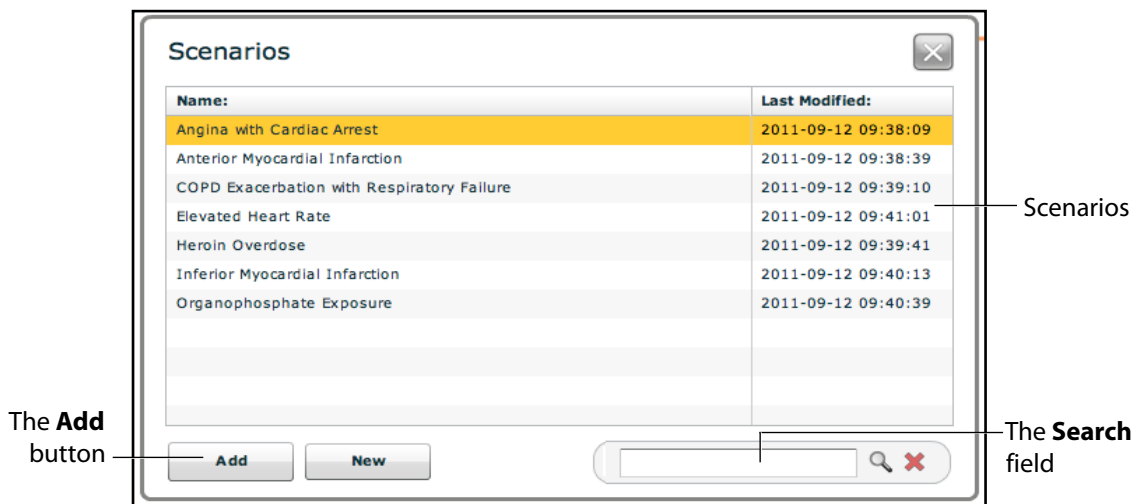 Scenarios
Name: Last Modified:
Angina with Cardiac Arrest 2011-09-12 09:38:09
Anterior Myocardial Infarction 2011-09-12 09:38:39
COPD Exacerbation with Respiratory Failure 2011-09-12 09:39:10
Elevated Heart Rate 2011-09-12 09:41:01
Scenarios
Heroin Overdose 2011-09-12 09:39:41
Inferior Myocardial Infarction 2011-09-12 09:40:13
Organophosphate Exposure 2011-09-12 09:40:39
The Add
button
Add New
The Search
field